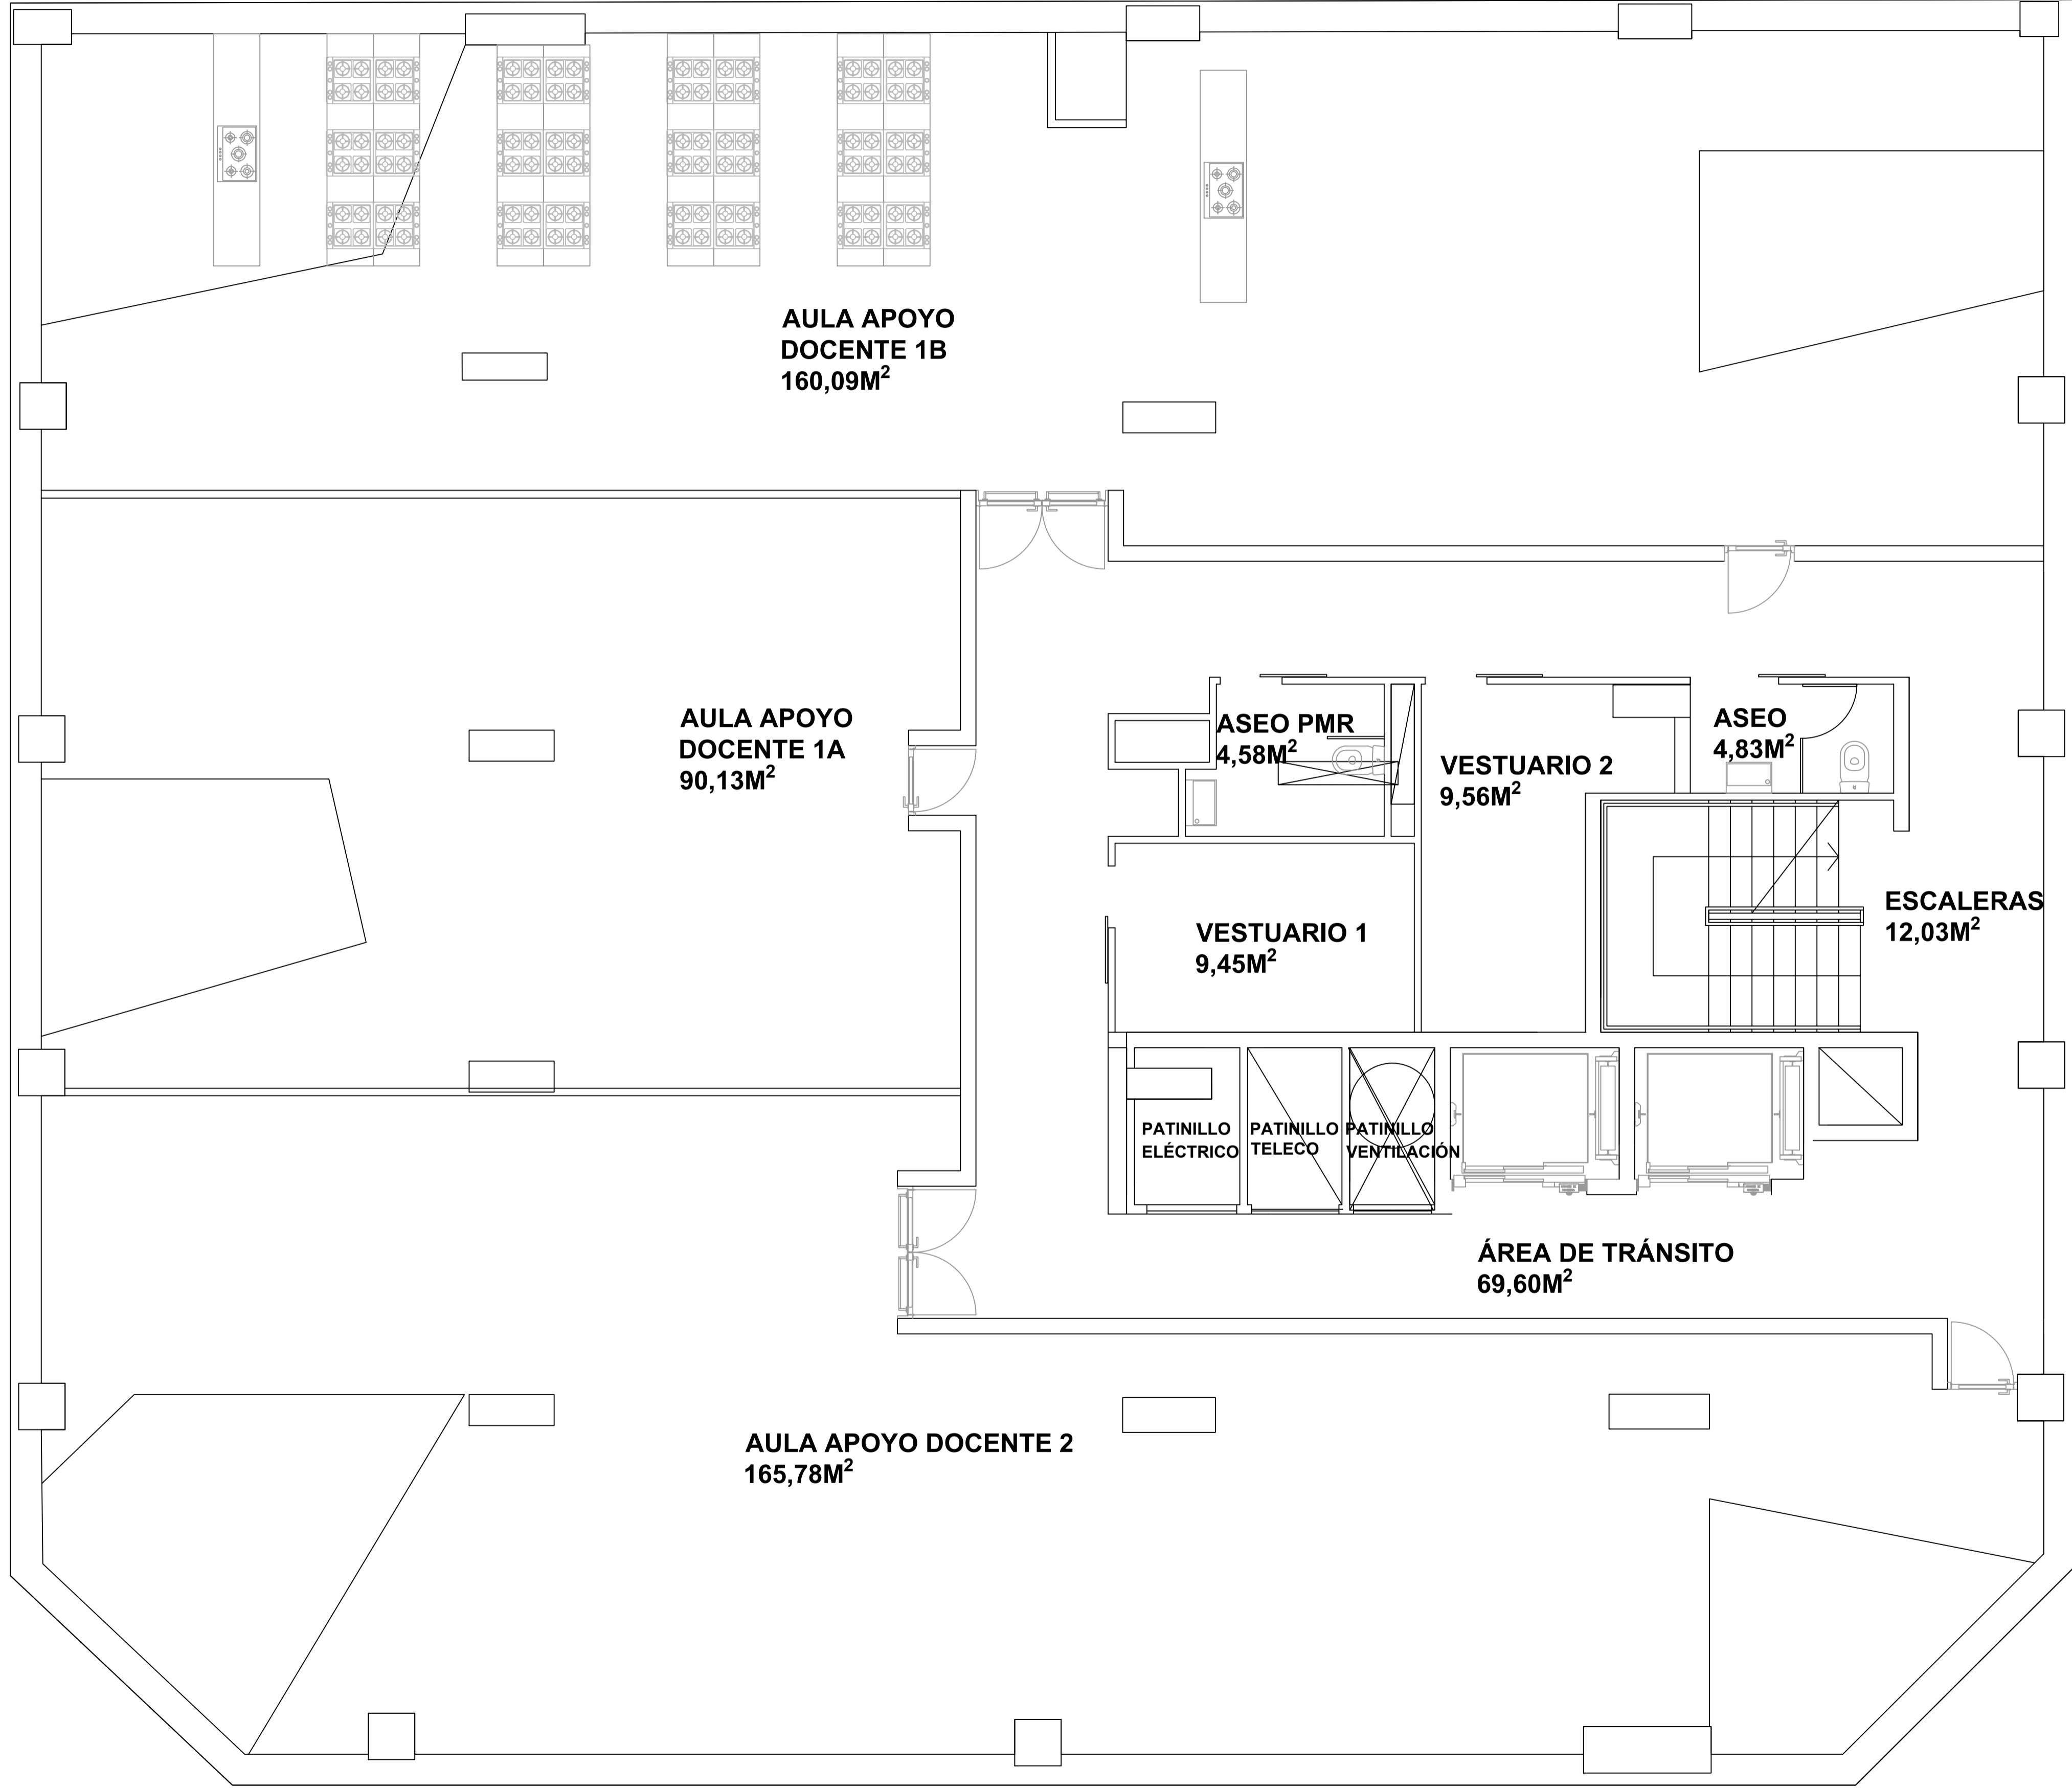 AULA APOYO
DOCENTE 1B
160,09M²
AULA APOYO
DOCENTE 1A
90,13M²
ASEO PMR
4,58M²
VESTUARIO 2
9,56M²
ASEO
4,83M²
ESCALERAS
12,03M²
VESTUARIO 1
9,45M²
PATINILLO
ELÉCTRICO
PATINILLO
TELECO
PATINILLO
VENTILACIÓN
ÁREA DE TRÁNSITO
69,60M²
AULA APOYO DOCENTE 2
165,78M²